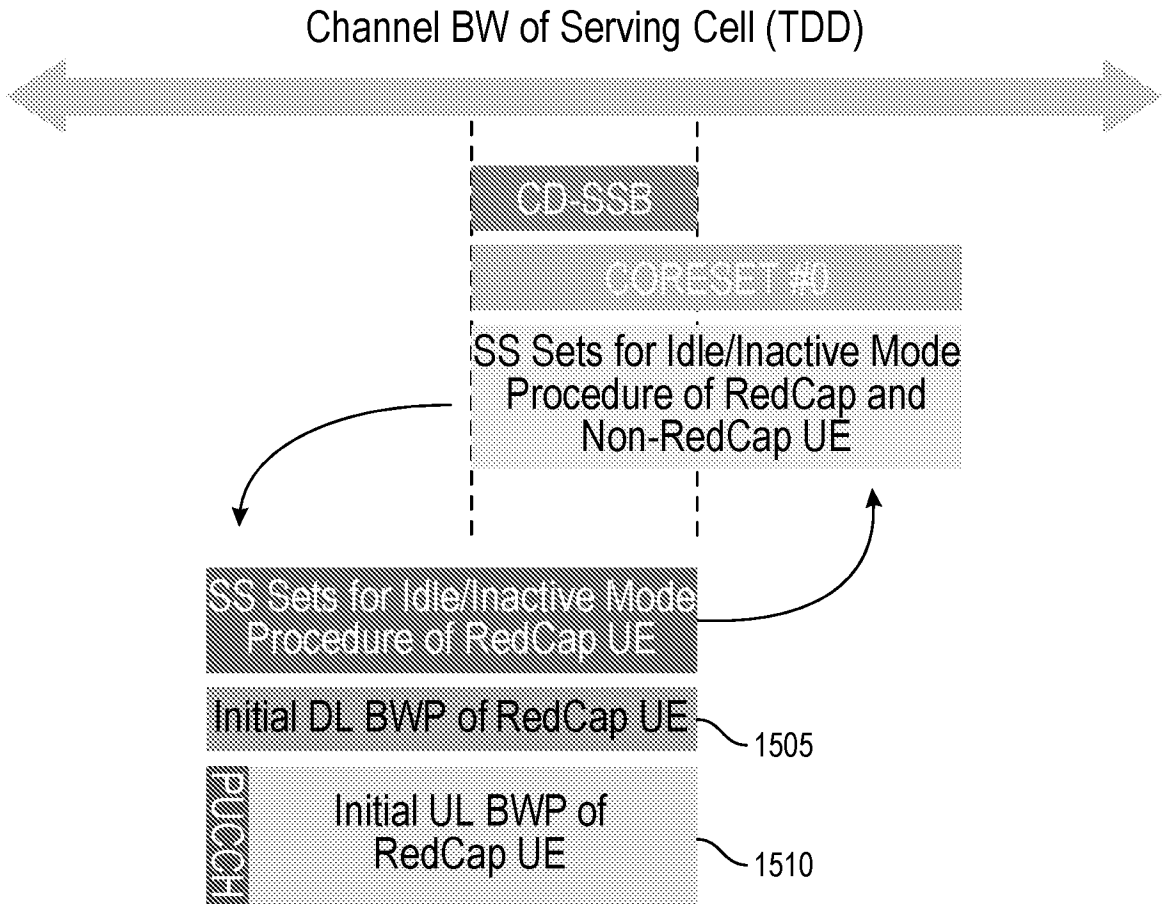 Channel BW of Serving Cell (TDD)
CD-SSB
CORESET #0
SS Sets for Idle/Inactive Mode
Procedure of RedCap and
Non-RedCap UE
SS Sets for Idle/Inactive Mode
Procedure of RedCap UE
Initial DL BWP of RedCap UE
1505
PUCCH
Initial UL BWP of
RedCap UE
1510